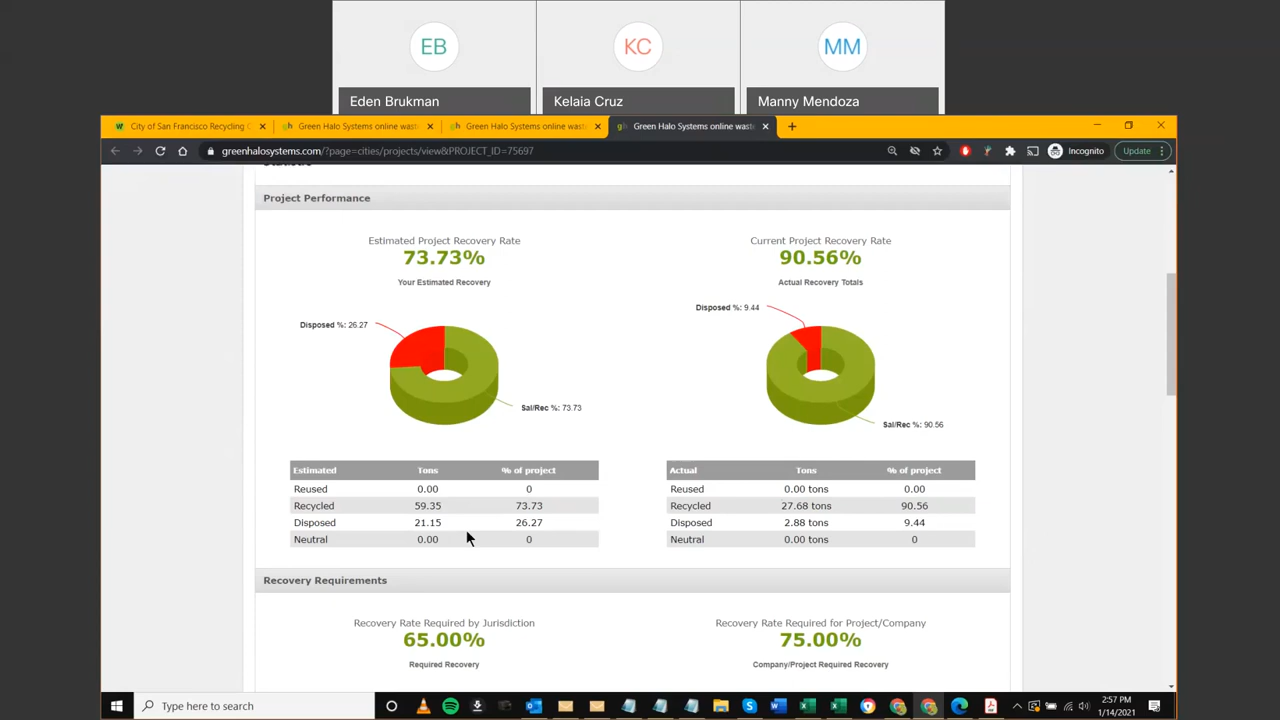 EB
KC
MM
Eden Brukman
Kelaia Cruz
Manny Mendoza
City of San Francisco Recycling
Green Halo Systems online wast
Green Halo Systems online wast
Green Halo Systems online wast
greenhalosystems.com/?page=cities/projects/view&PROJECT_ID=75697
Incognito
Update
Project Performance
Estimated Project Recovery Rate
73.73%
Your Estimated Recovery
Disposed %: 26.27
Sal/Rec %: 73.73
Current Project Recovery Rate
90.56%
Actual Recovery Totals
Disposed %: 9.44
Sal/Rec %: 90.56
Estimated Tons % of project
Reused 0.00 0
Recycled 59.35 73.73
Disposed 21.15 26.27
Neutral 0.00 0
Actual Tons % of project
Reused 0.00 tons 0.00
Recycled 27.68 tons 90.56
Disposed 2.88 tons 9.44
Neutral 0.00 tons 0
Recovery Requirements
Recovery Rate Required by Jurisdiction
65.00%
Required Recovery
Recovery Rate Required for Project/Company
75.00%
Company/Project Required Recovery
Type here to search
2:57 PM
1/14/2021